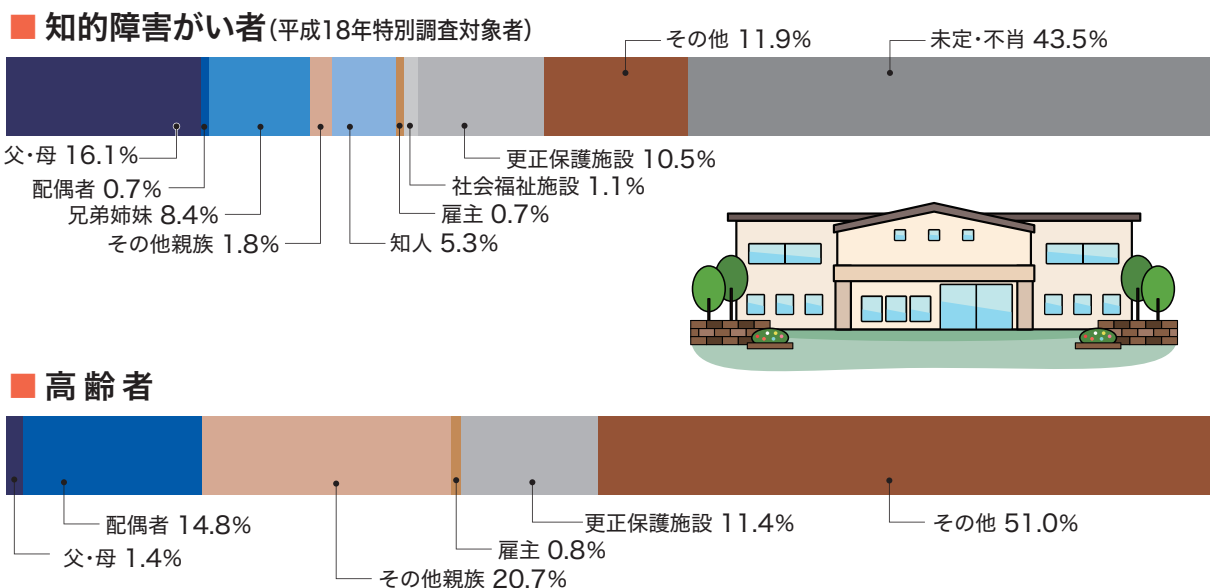 ■ 知的障害がい者(平成18年特別調査対象者)
その他 11.9%
未定・不肖 43.5%
父・母 16.1%
更正保護施設 10.5%
配偶者 0.7%
社会福祉施設 1.1%
兄弟姉妹 8.4%
雇主 0.7%
その他親族 1.8%
知人 5.3%
■ 高齢者
配偶者 14.8%
更正保護施設 11.4%
その他 51.0%
父・母 1.4%
雇主 0.8%
その他親族 20.7%